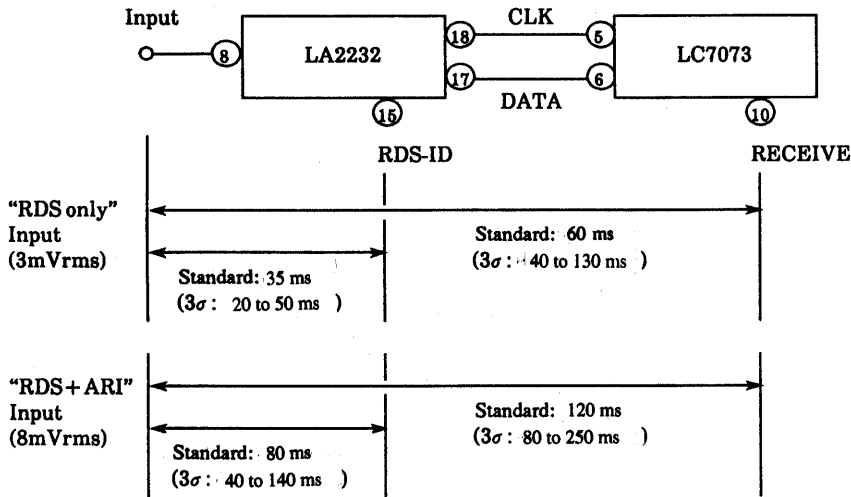 Input
CLK
8
LA2232
18
5
LC7073
17
6
DATA
15
10
RDS-ID
RECEIVE
“RDS only”
Input
(3mVrms)
Standard: 60 ms
(3σ: 40 to 130 ms )
Standard: 35 ms
(3σ: 20 to 50 ms )
“RDS+ARI”
Input
(8mVrms)
Standard: 120 ms
(3σ: 80 to 250 ms )
Standard: 80 ms
(3σ: 40 to 140 ms )